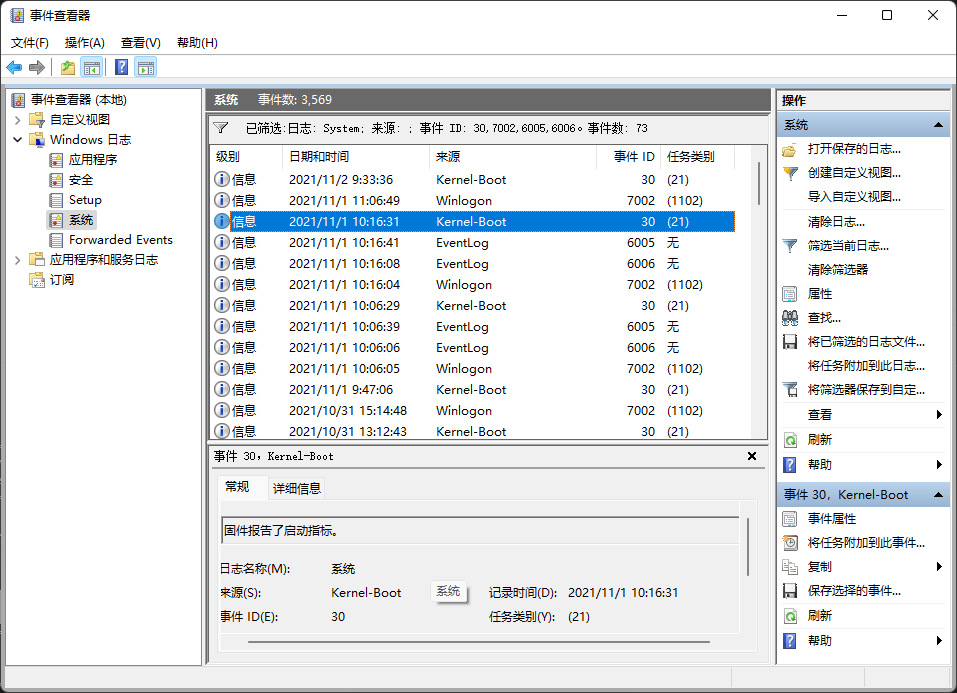 事件查看器
文件(F) 操作(A) 查看(V) 帮助(H)
事件查看器 (本地)
自定义视图
Windows 日志
应用程序
安全
Setup
系统
Forwarded Events
应用程序和服务日志
订阅
系统 事件数: 3,569
已筛选:日志: System; 来源: ; 事件 ID: 30,7002,6005,6006。事件数: 73
级别 日期和时间 来源 事件 ID 任务类别
信息 2021/11/2 9:33:36 Kernel-Boot 30 (21)
信息 2021/11/1 11:06:49 Winlogon 7002 (1102)
信息 2021/11/1 10:16:31 Kernel-Boot 30 (21)
信息 2021/11/1 10:16:41 EventLog 6005 无
信息 2021/11/1 10:16:08 EventLog 6006 无
信息 2021/11/1 10:16:04 Winlogon 7002 (1102)
信息 2021/11/1 10:06:29 Kernel-Boot 30 (21)
信息 2021/11/1 10:06:39 EventLog 6005 无
信息 2021/11/1 10:06:06 EventLog 6006 无
信息 2021/11/1 10:06:05 Winlogon 7002 (1102)
信息 2021/11/1 9:47:06 Kernel-Boot 30 (21)
信息 2021/10/31 15:14:48 Winlogon 7002 (1102)
信息 2021/10/31 13:12:43 Kernel-Boot 30 (21)
事件 30，Kernel-Boot
常规 详细信息
固件报告了启动指标。
日志名称(M): 系统
来源(S): Kernel-Boot 系统 记录时间(D): 2021/11/1 10:16:31
事件 ID(E): 30 任务类别(Y): (21)
操作
系统
打开保存的日志...
创建自定义视图...
导入自定义视图...
清除日志...
筛选当前日志...
清除筛选器
属性
查找...
将已筛选的日志文件...
将任务附加到此日志...
将筛选器保存到自定...
查看
刷新
帮助
事件 30，Kernel-Boot
事件属性
将任务附加到此事件...
复制
保存选择的事件...
刷新
帮助